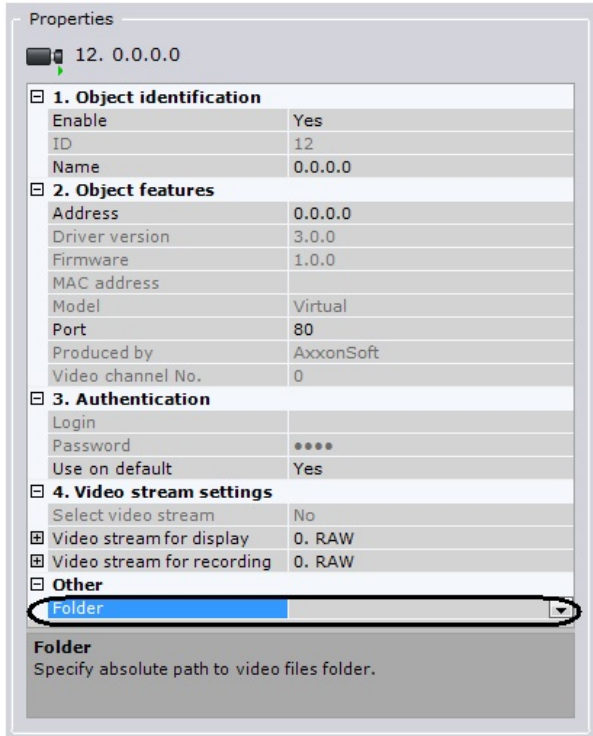 Properties
12. 0.0.0.0
1. Object identification
Enable Yes
ID 12
Name 0.0.0.0
2. Object features
Address 0.0.0.0
Driver version 3.0.0
Firmware 1.0.0
MAC address
Model Virtual
Port 80
Produced by AxxonSoft
Video channel No. 0
3. Authentication
Login
Password ●●●●
Use on default Yes
4. Video stream settings
Select video stream No
Video stream for display 0. RAW
Video stream for recording 0. RAW
Other
Folder
Folder
Specify absolute path to video files folder.